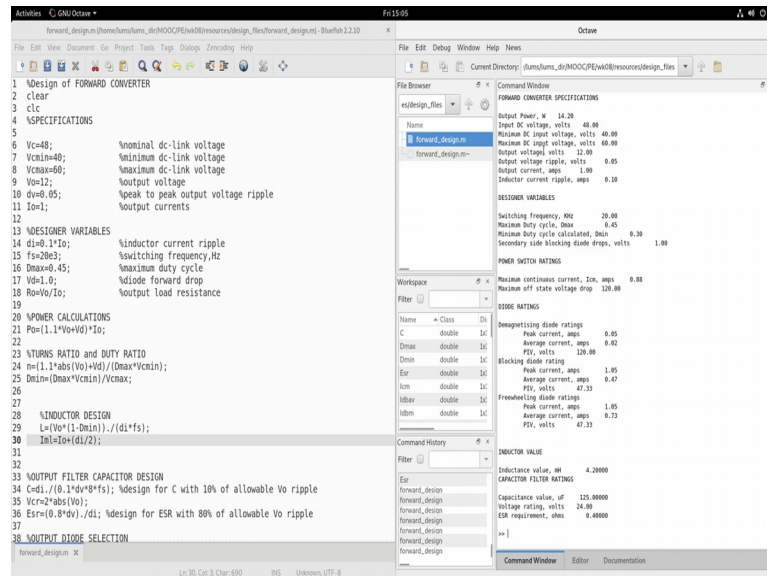 Activities GNU Octave
Fri 15:05
forward_design.m (/home/lums/lums_dir/MOOC/PE/wk08/resources/design_files/forward_design.m) - Bluefish 2.2.10
File Edit View Document Go Project Tools Tags Dialogs Zencoding Help
1 %Design of FORWARD CONVERTER
2 clear
3 clc
4 %SPECIFICATIONS
5
6 Vc=48; %nominal dc-link voltage
7 Vcmin=40; %minimum dc-link voltage
8 Vcmax=60; %maximum dc-link voltage
9 Vo=12; %output voltage
10 dv=0.05; %peak to peak output voltage ripple
11 Io=1; %output currents
12
13 %DESIGNER VARIABLES
14 di=0.1*Io; %inductor current ripple
15 fs=20e3; %switching frequency,Hz
16 Dmax=0.45; %maximum duty cycle
17 Vd=1.0; %diode forward drop
18 Ro=Vo/Io; %output load resistance
19
20 %POWER CALCULATIONS
21 Po=(1.1*Vo+Vd)*Io;
22
23 %TURNS RATIO and DUTY RATIO
24 n=(1.1*abs(Vo)+Vd)/(Dmax*Vcmin);
25 Dmin=(Dmax*Vcmin)/Vcmax;
26
27
28 %INDUCTOR DESIGN
29 L=(Vo*(1-Dmin))./(di*fs);
30 Iml=Io+(di/2);
31
32
33 %OUTPUT FILTER CAPACITOR DESIGN
34 C=di./(0.1*dv*8*fs); %design for C with 10% of allowable Vo ripple
35 Vcr=2*abs(Vo);
36 Esr=(0.8*dv)./di; %design for ESR with 80% of allowable Vo ripple
37
38 %OUTPUT DIODE SELECTION
forward_design.m
Ln: 30, Col: 3, Char: 690 INS Unknown, UTF-8
Octave
File Edit Debug Window Help News
Current Directory: /lums/lums_dir/MOOC/PE/wk08/resources/design_files
File Browser
es/design_files
Name
forward_design.m
forward_design.m~
Workspace
Filter
Name Class
C double
Dmax double
Dmin double
Esr double
Icm double
Idbav double
Idbm double
Command History
Filter
Esr
forward_design
forward_design
forward_design
forward_design
forward_design
forward_design
forward_design
Command Window
FORWARD CONVERTER SPECIFICATIONS
Output Power, W 14.20
Input DC voltage, volts 48.00
Minimum DC input voltage, volts 40.00
Maximum DC input voltage, volts 60.00
Output voltage, volts 12.00
Output voltage ripple, volts 0.05
Output current, amps 1.00
Inductor current ripple, amps 0.10
DESIGNER VARIABLES
Switching frequency, KHz 20.00
Maximum Duty cycle, Dmax 0.45
Minimum Duty cycle calculated, Dmin 0.30
Secondary side blocking diode drops, volts 1.00
POWER SWITCH RATINGS
Maximum continuous current, Icm, amps 0.88
Maximum off state voltage drop 120.00
DIODE RATINGS
Demagnetising diode ratings
Peak current, amps 0.05
Average current, amps 0.02
PIV, volts 120.00
Blocking diode rating
Peak current, amps 1.05
Average current, amps 0.47
PIV, volts 47.33
Freewheeling diode ratings
Peak current, amps 1.05
Average current, amps 0.73
PIV, volts 47.33
INDUCTOR VALUE
Inductance value, mH 4.20000
CAPACITOR FILTER RATINGS
Capacitance value, uF 125.00000
Voltage rating, volts 24.00
ESR requirement, ohms 0.40000
>>
Command Window Editor Documentation